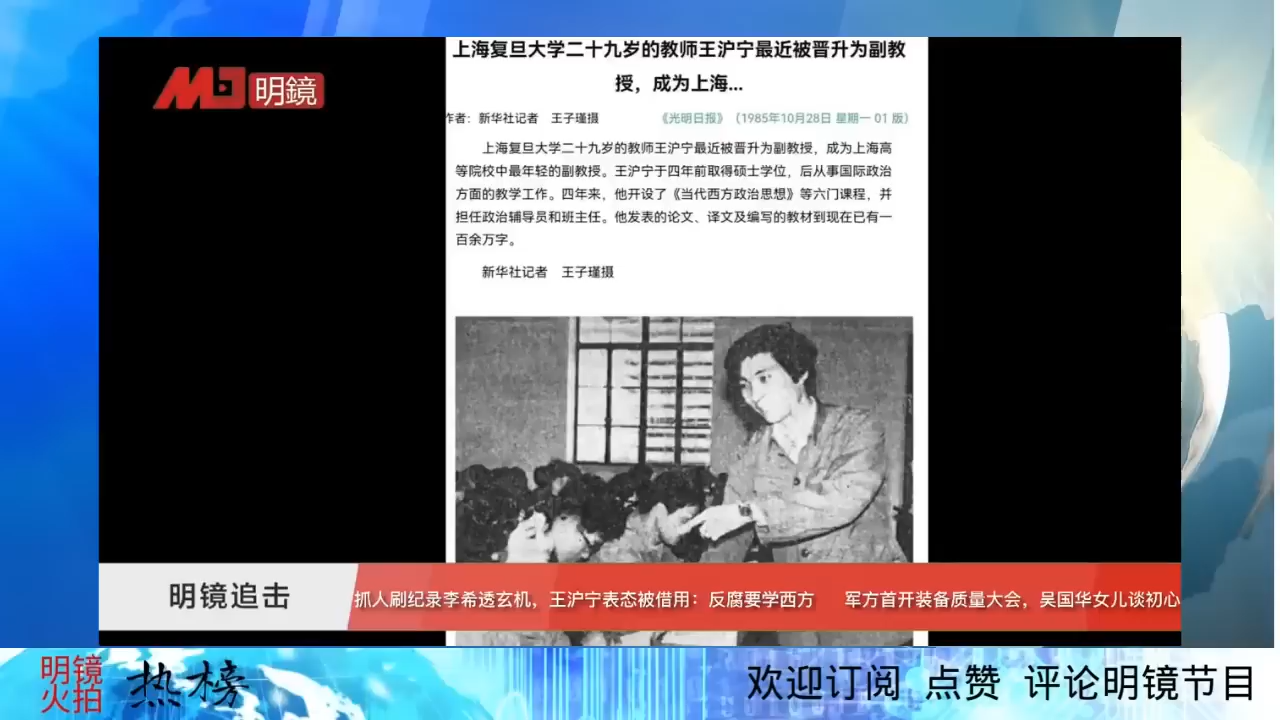 上海复旦大学二十九岁的教师王沪宁最近被晋升为副教
授，成为上海...
明鏡
作者：新华社记者　王子瑾摄　《光明日报》（1985年10月28日 星期一 01 版）
上海复旦大学二十九岁的教师王沪宁最近被晋升为副教授，成为上海高
等院校中最年轻的副教授。王沪宁于四年前取得硕士学位，后从事国际政治
方面的教学工作。四年来，他开设了《当代西方政治思想》等六门课程，并
担任政治辅导员和班主任。他发表的论文、译文及编写的教材到现在已有一
百余万字。
新华社记者　王子瑾摄
明镜追击
抓人刷纪录李希透玄机，王沪宁表态被借用：反腐要学西方　军方首开装备质量大会，吴国华女儿谈初心
明镜
火拍
热榜
欢迎订阅 点赞 评论明镜节目